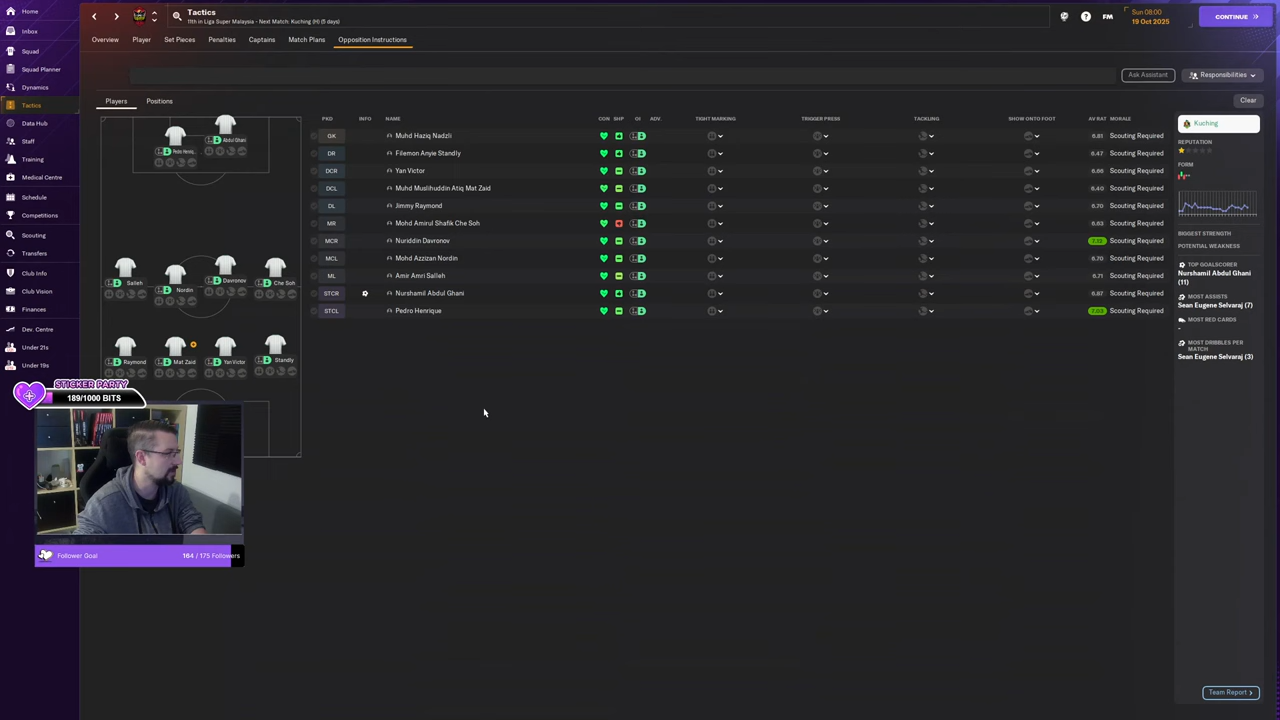 Home
Inbox
Squad
Squad Planner
Dynamics
Tactics
Data Hub
Staff
Training
Medical Centre
Schedule
Competitions
Scouting
Transfers
Club Info
Club Vision
Finances
Dev. Centre
Under 21s
Under 19s
Tactics
11th in Liga Super Malaysia - Next Match: Kuching (H) (5 days)
FM
Sun 08:00
19 Oct 2025
CONTINUE
Overview Player Set Pieces Penalties Captains Match Plans Opposition Instructions
Ask Assistant Responsibilities
Players Positions
Clear
PKD INFO NAME CON SHP OI ADV. TIGHT MARKING TRIGGER PRESS TACKLING SHOW ONTO FOOT AV RAT MORALE
GK Muhd Haziq Nadzli 6.81 Scouting Required
DR Filemon Anyie Standly 6.47 Scouting Required
DCR Yan Victor 6.66 Scouting Required
DCL Muhd Muslihuddin Atiq Mat Zaid 6.40 Scouting Required
DL Jimmy Raymond 6.70 Scouting Required
MR Mohd Amirul Shafik Che Soh 6.63 Scouting Required
MCR Nuriddin Davronov Scouting Required
MCL Mohd Azzizan Nordin 6.70 Scouting Required
ML Amir Amri Salleh 6.71 Scouting Required
STCR Nurshamil Abdul Ghani 6.87 Scouting Required
STCL Pedro Henrique 7.03 Scouting Required
Abdul Ghani
Pedro Henriq...
Salleh
Nordin
Davronov
Che Soh
Raymond
Mat Zaid
Yan Victor
Standly
Kuching
REPUTATION
FORM
BIGGEST STRENGTH
POTENTIAL WEAKNESS
TOP GOALSCORER
Nurshamil Abdul Ghani
(11)
MOST ASSISTS
Sean Eugene Selvaraj (7)
MOST RED CARDS
-
MOST DRIBBLES PER
MATCH
Sean Eugene Selvaraj (3)
Team Report
STICKER PARTY
189/1000 BITS
Follower Goal 164 / 175 Followers